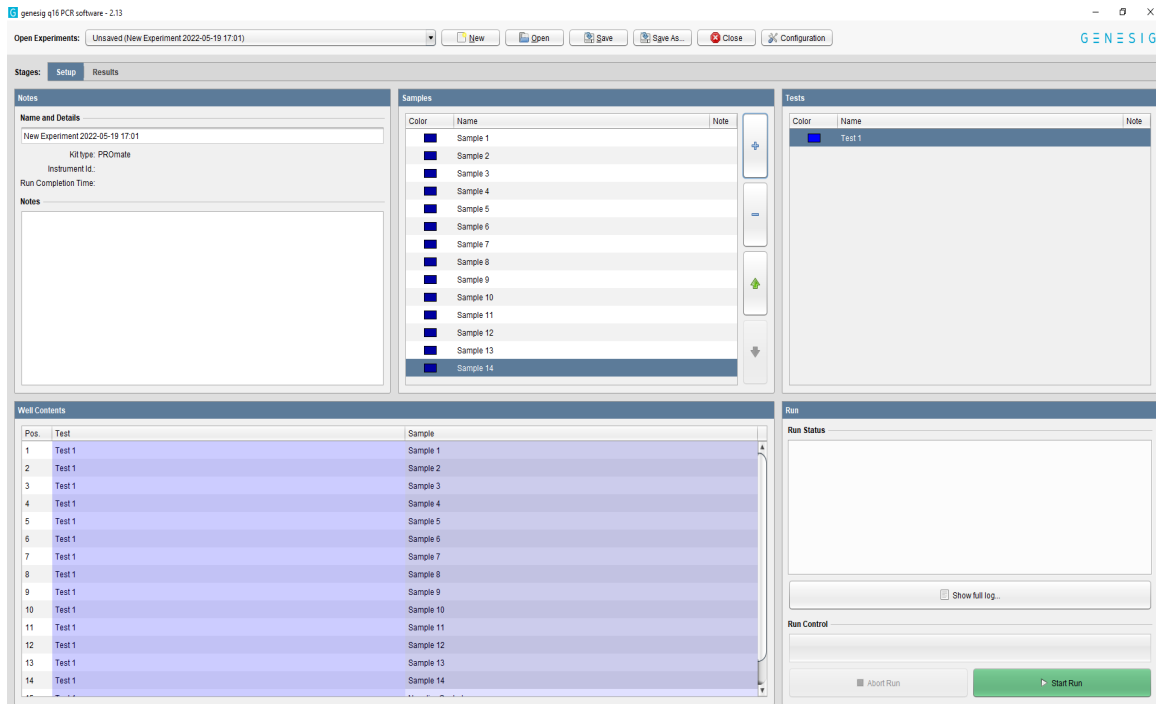 genesig q16 PCR software - 2.13
Open Experiments: Unsaved (New Experiment 2022-05-19 17:01) New Open Save Save As... Close Configuration GENESIG
Stages: Setup Results
Notes
Name and Details
New Experiment 2022-05-19 17:01
Kit type: PROmate
Instrument Id.:
Run Completion Time:
Notes
Samples
Color Name Note
Sample 1
Sample 2
Sample 3
Sample 4
Sample 5
Sample 6
Sample 7
Sample 8
Sample 9
Sample 10
Sample 11
Sample 12
Sample 13
Sample 14
Tests
Color Name Note
Test 1
Well Contents
Pos. Test Sample
1 Test 1 Sample 1
2 Test 1 Sample 2
3 Test 1 Sample 3
4 Test 1 Sample 4
5 Test 1 Sample 5
6 Test 1 Sample 6
7 Test 1 Sample 7
8 Test 1 Sample 8
9 Test 1 Sample 9
10 Test 1 Sample 10
11 Test 1 Sample 11
12 Test 1 Sample 12
13 Test 1 Sample 13
14 Test 1 Sample 14
Run
Run Status
Show full log...
Run Control
Abort Run Start Run